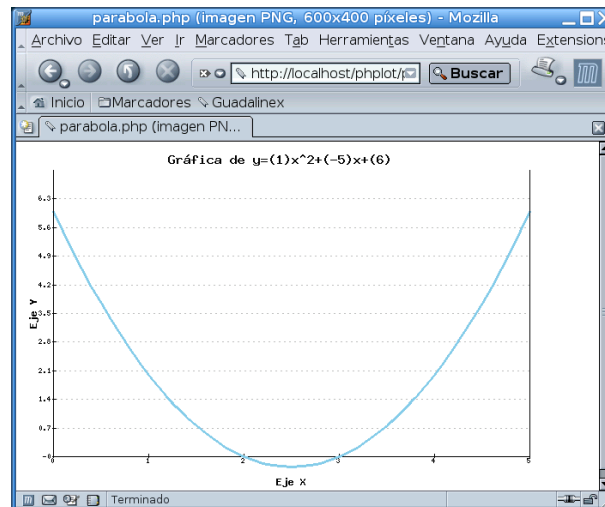 parabola.php (imagen PNG, 600x400 píxeles) - Mozilla
Archivo Editar Ver Ir Marcadores Tab Herramientas Ventana Ayuda Extensions
http://localhost/phplot/p Buscar
Inicio Marcadores Guadalinex
parabola.php (imagen PN...
Gráfica de y=(1)x^2+(-5)x+(6)
6.3
5.6
4.9
4.2
3.5
2.8
2.1
1.4
0.7
-0
Eje Y
0 1 2 3 4 5
Eje X
Terminado